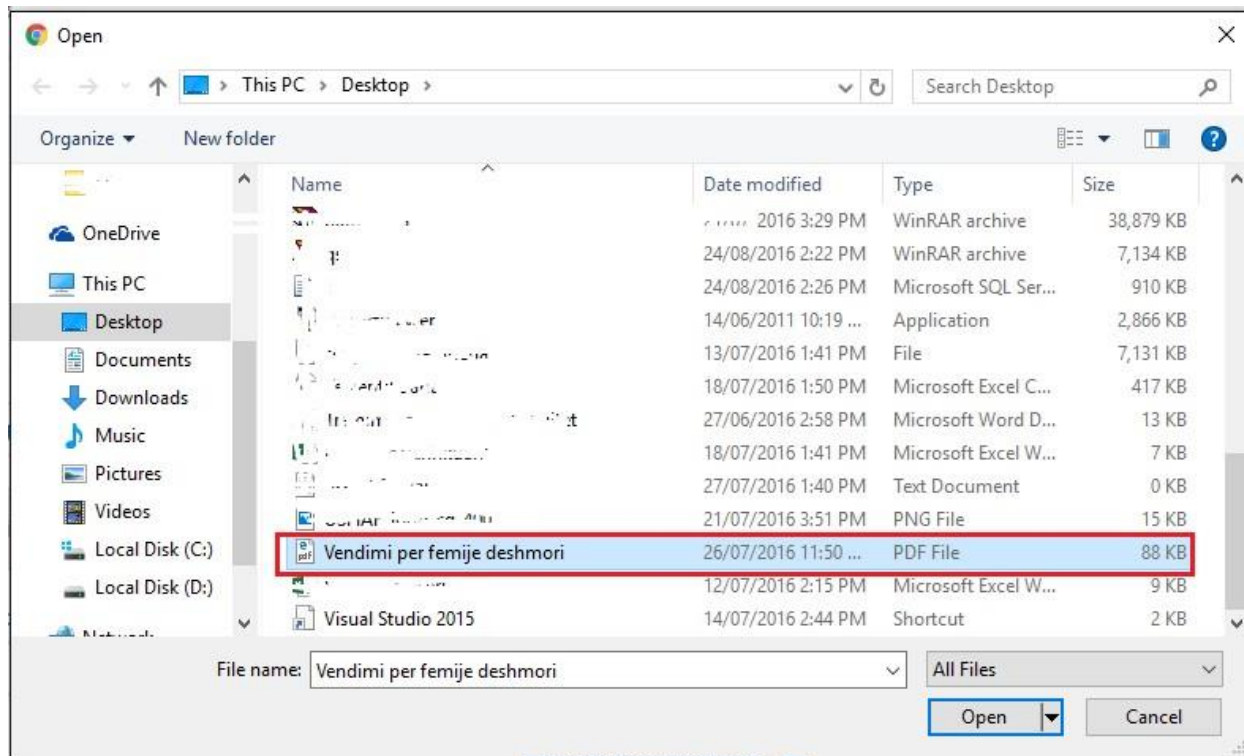 Open
This PC > Desktop >
Search Desktop
Organize
New folder
Name Date modified Type Size
2016 3:29 PM WinRAR archive 38,879 KB
OneDrive
24/08/2016 2:22 PM WinRAR archive 7,134 KB
This PC
24/08/2016 2:26 PM Microsoft SQL Ser... 910 KB
Desktop
14/06/2011 10:19 ... Application 2,866 KB
Documents
13/07/2016 1:41 PM File 7,131 KB
Downloads
18/07/2016 1:50 PM Microsoft Excel C... 417 KB
Music
27/06/2016 2:58 PM Microsoft Word D... 13 KB
18/07/2016 1:41 PM Microsoft Excel W... 7 KB
Pictures
27/07/2016 1:40 PM Text Document 0 KB
Videos
21/07/2016 3:51 PM PNG File 15 KB
Local Disk (C:)
Vendimi per femije deshmori 26/07/2016 11:50 ... PDF File 88 KB
Local Disk (D:)
12/07/2016 2:15 PM Microsoft Excel W... 9 KB
Visual Studio 2015 14/07/2016 2:44 PM Shortcut 2 KB
File name: Vendimi per femije deshmori All Files
Open Cancel